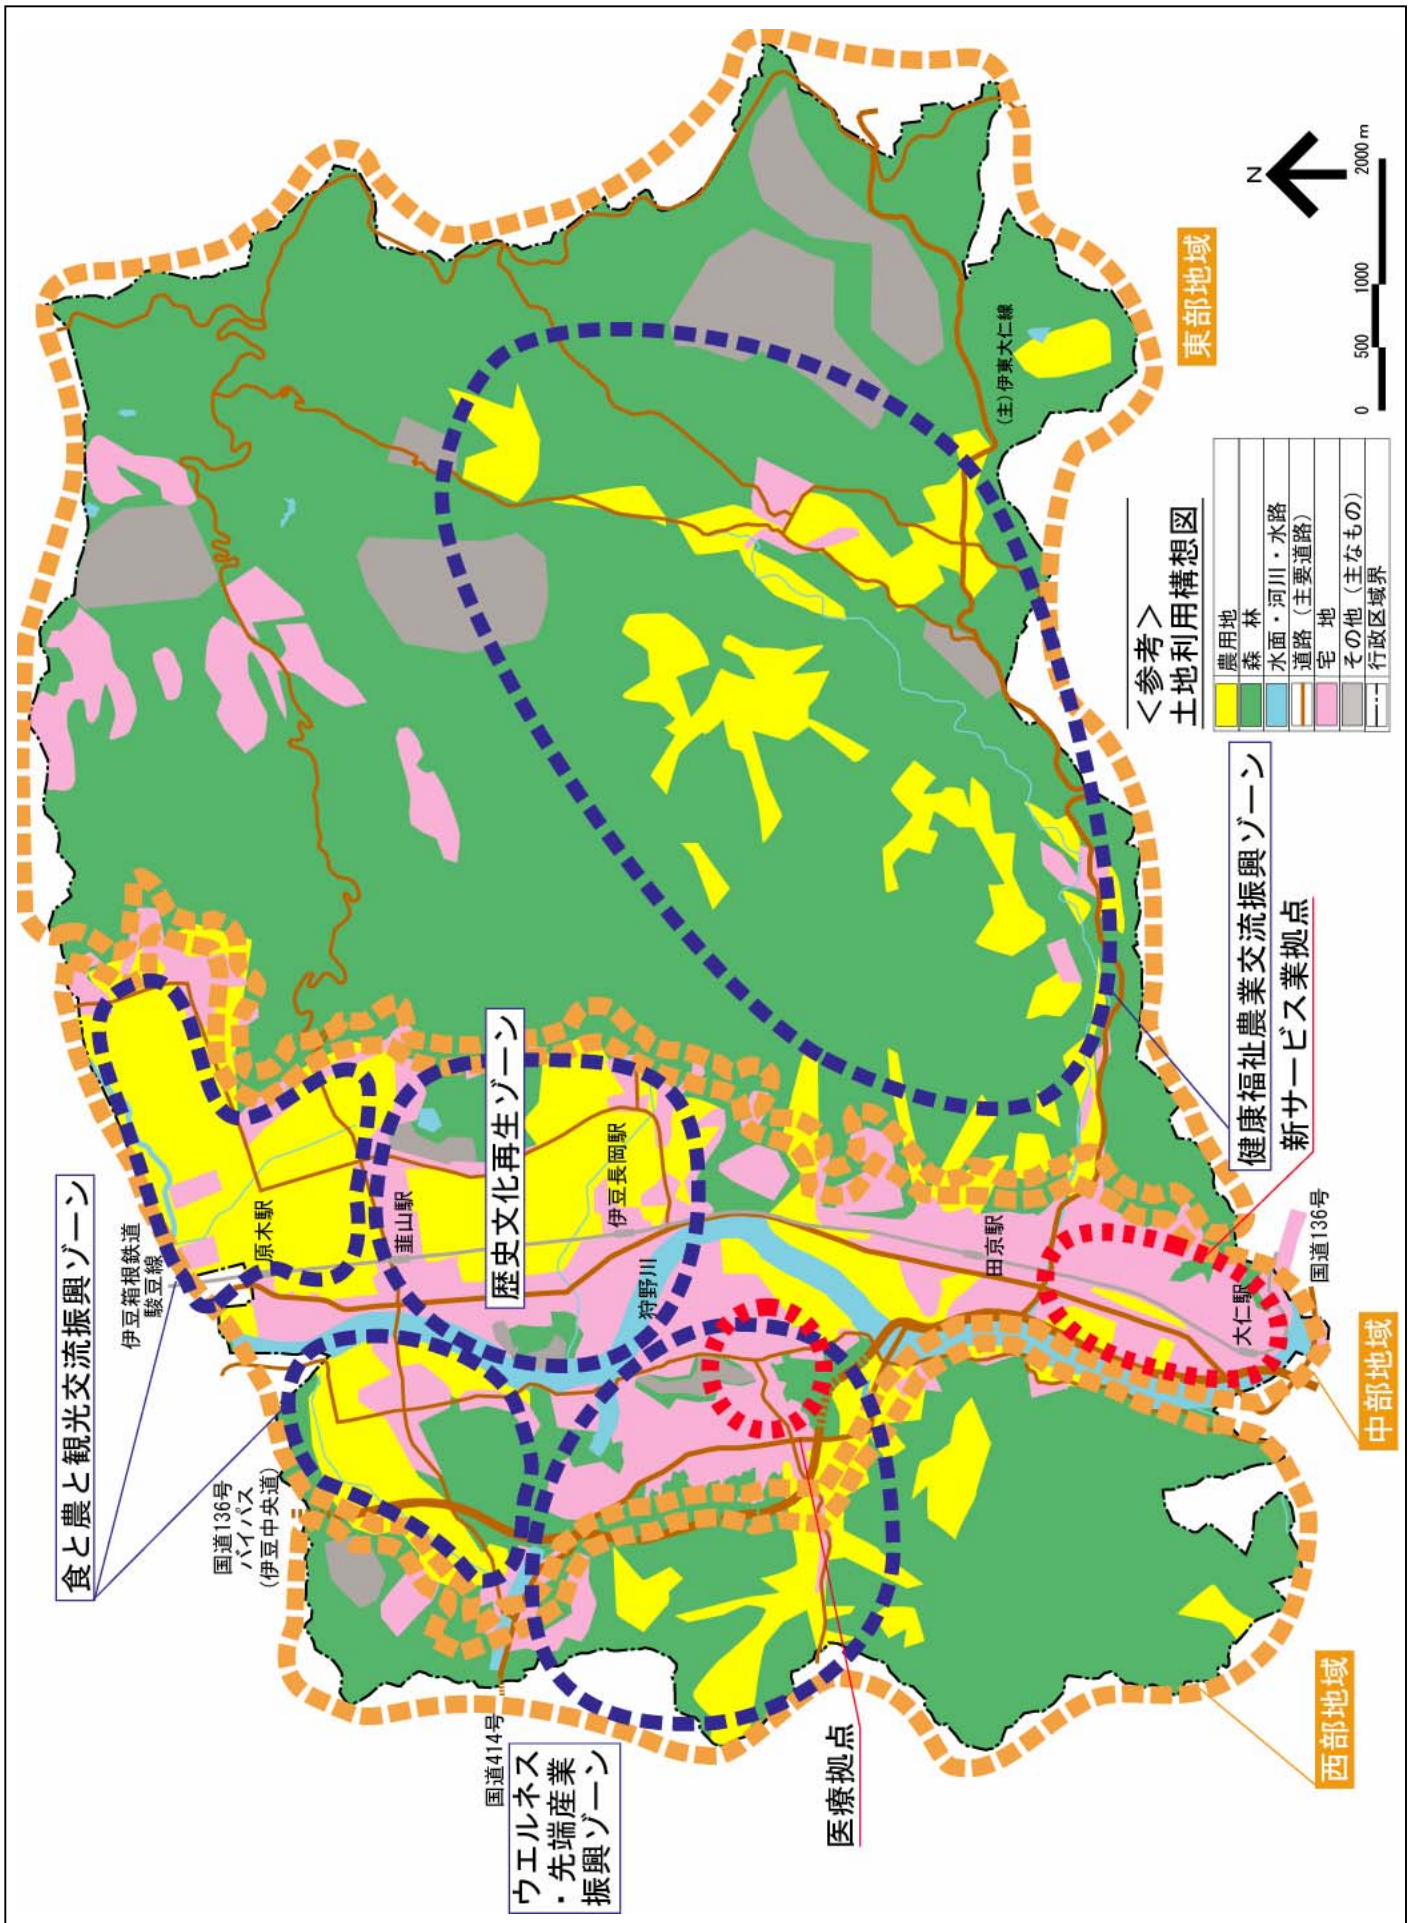 食と農と観光交流振興ゾーン
伊豆箱根鉄道
駿豆線
原木駅
韮山駅
歴史文化再生ゾーン
伊豆長岡駅
狩野川
国道136号
バイパス
(伊豆中央道)
国道414号
ウエルネス
・先端産業
振興ゾーン
医療拠点
西部地域
中部地域
国道136号
大仁駅
田京駅
新サービス業拠点
健康福祉農業交流振興ゾーン
(主)伊東大仁線
東部地域
<参考>
土地利用構想図
農用地
森 林
水面・河川・水路
道路（主要道路）
宅 地
その他（主なもの）
行政区域界
N
0 500 1000 2000 m